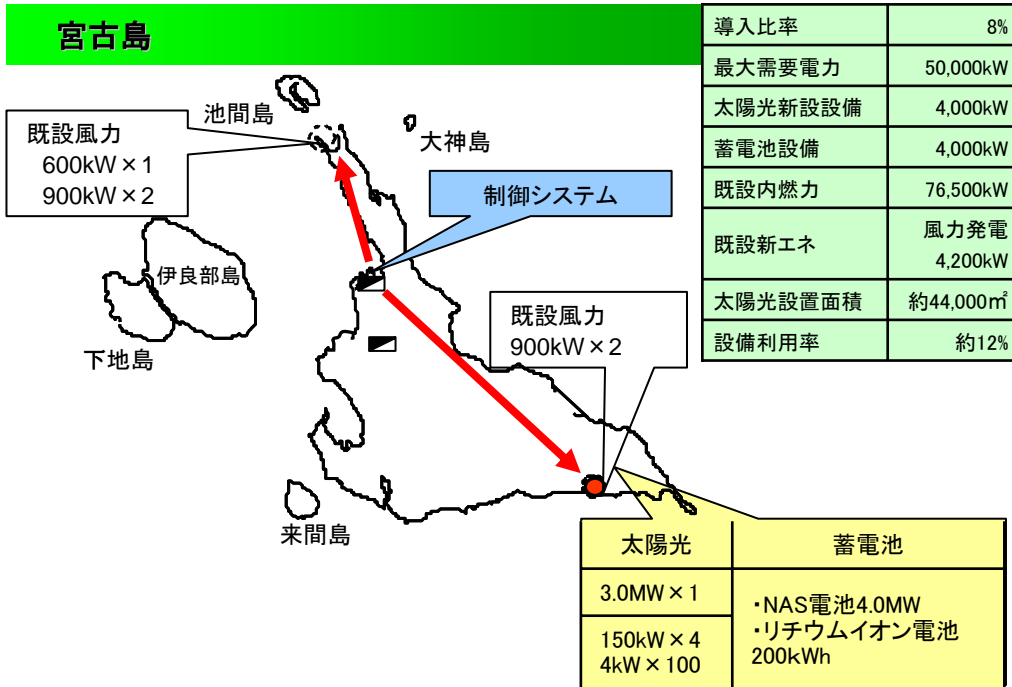 宮古島
導入比率 8%
最大需要電力 50,000kW
太陽光新設設備 4,000kW
蓄電池設備 4,000kW
既設内燃力 76,500kW
既設新エネ 風力発電
4,200kW
太陽光設置面積 約44,000㎡
設備利用率 約12%
池間島
大神島
既設風力
600kW×1
900kW×2
制御システム
伊良部島
下地島
既設風力
900kW×2
来間島
太陽光 蓄電池
3.0MW×1
150kW×4
4kW×100
・NAS電池4.0MW
・リチウムイオン電池
200kWh